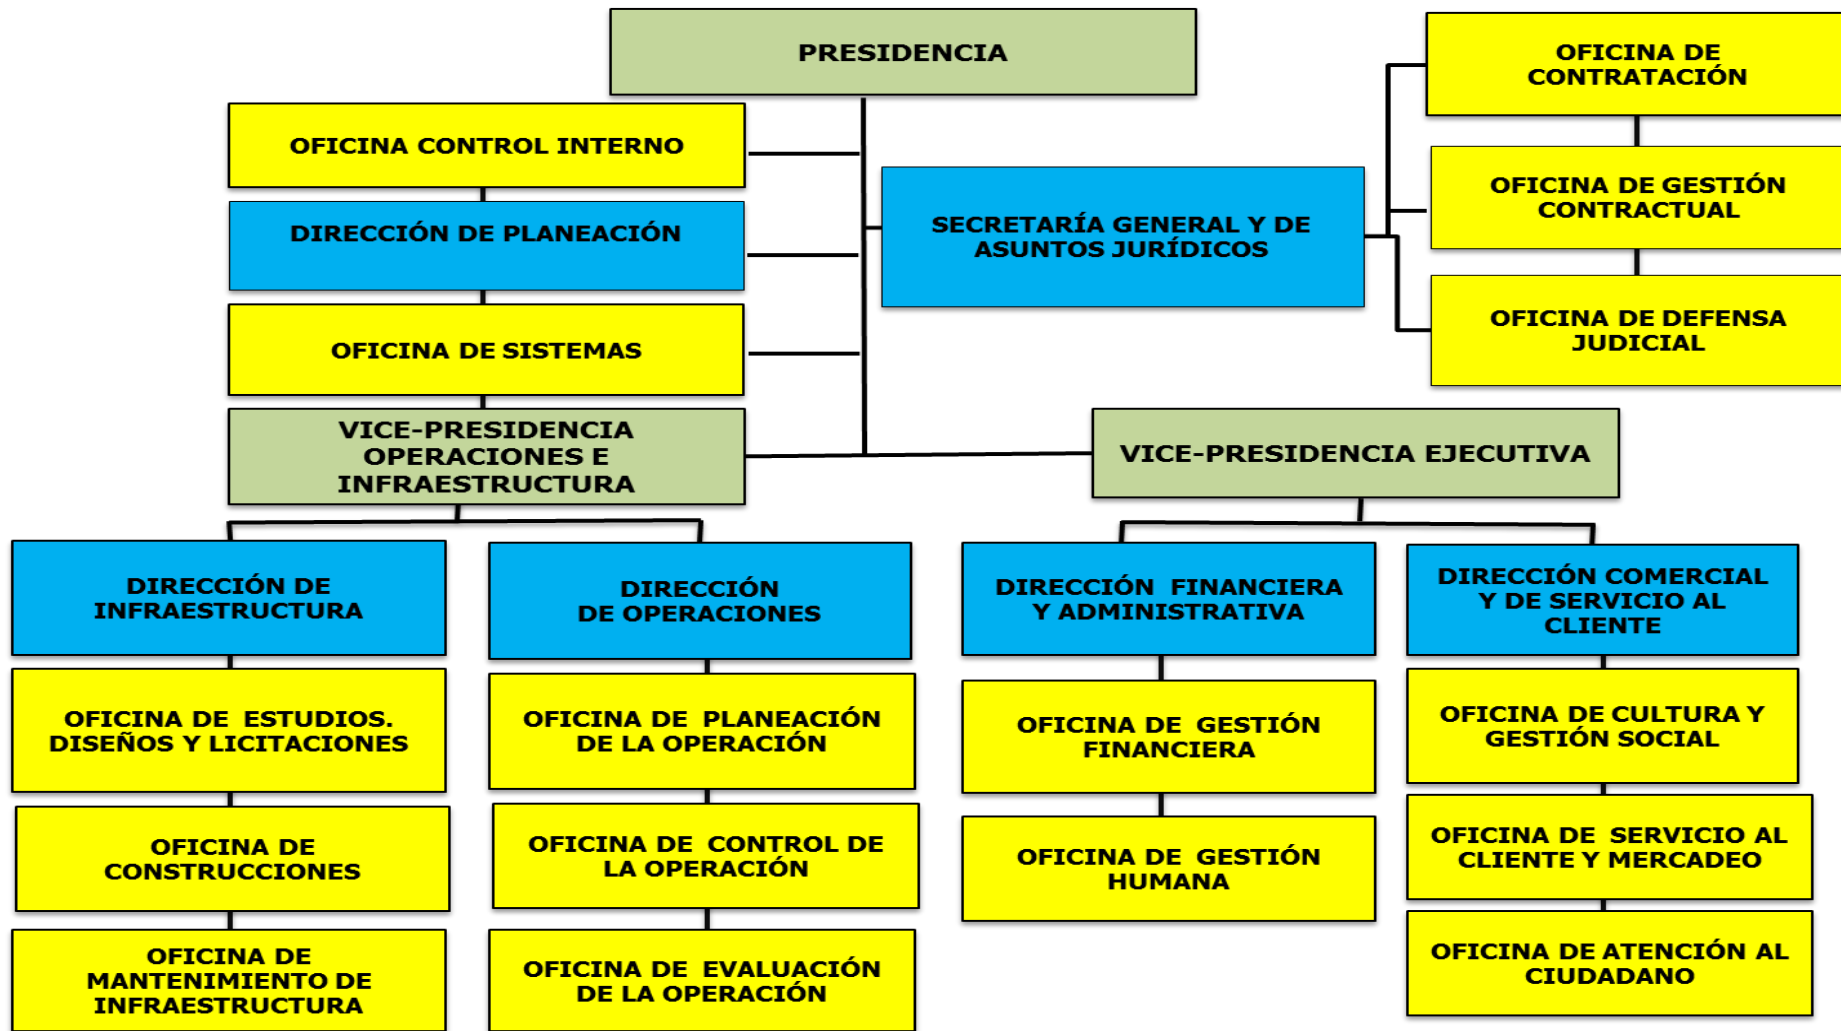 PRESIDENCIA
OFICINA DE
CONTRATACIÓN
OFICINA CONTROL INTERNO
OFICINA DE GESTIÓN
CONTRACTUAL
SECRETARÍA GENERAL Y DE
ASUNTOS JURÍDICOS
DIRECCIÓN DE PLANEACIÓN
OFICINA DE DEFENSA
JUDICIAL
OFICINA DE SISTEMAS
VICE-PRESIDENCIA
OPERACIONES E
INFRAESTRUCTURA
VICE-PRESIDENCIA EJECUTIVA
DIRECCIÓN DE
INFRAESTRUCTURA
DIRECCIÓN
DE OPERACIONES
DIRECCIÓN FINANCIERA
Y ADMINISTRATIVA
DIRECCIÓN COMERCIAL
Y DE SERVICIO AL
CLIENTE
OFICINA DE ESTUDIOS.
DISEÑOS Y LICITACIONES
OFICINA DE PLANEACIÓN
DE LA OPERACIÓN
OFICINA DE GESTIÓN
FINANCIERA
OFICINA DE CULTURA Y
GESTIÓN SOCIAL
OFICINA DE
CONSTRUCCIONES
OFICINA DE CONTROL DE
LA OPERACIÓN
OFICINA DE GESTIÓN
HUMANA
OFICINA DE SERVICIO AL
CLIENTE Y MERCADEO
OFICINA DE
MANTENIMIENTO DE
INFRAESTRUCTURA
OFICINA DE EVALUACIÓN
DE LA OPERACIÓN
OFICINA DE ATENCIÓN AL
CIUDADANO